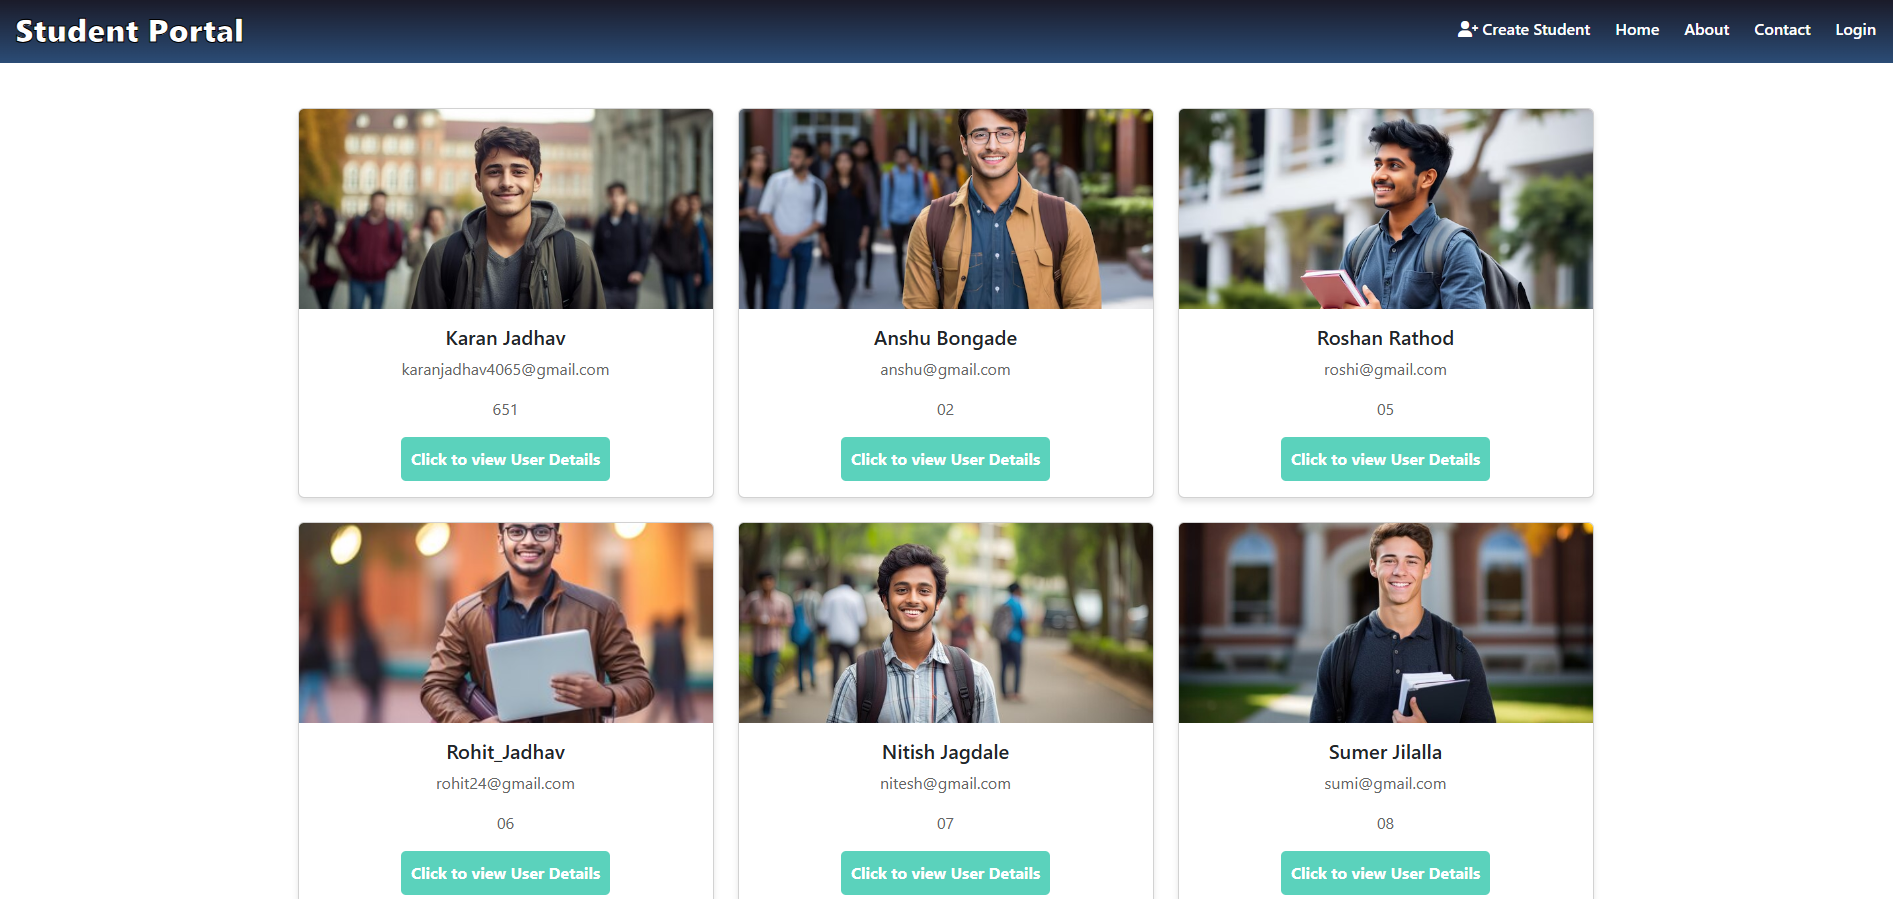 Student Portal
Create Student Home About Contact Login
Karan Jadhav
karanjadhav4065@gmail.com
651
Click to view User Details
Anshu Bongade
anshu@gmail.com
02
Click to view User Details
Roshan Rathod
roshi@gmail.com
05
Click to view User Details
Rohit_Jadhav
rohit24@gmail.com
06
Click to view User Details
Nitish Jagdale
nitesh@gmail.com
07
Click to view User Details
Sumer Jilalla
sumi@gmail.com
08
Click to view User Details